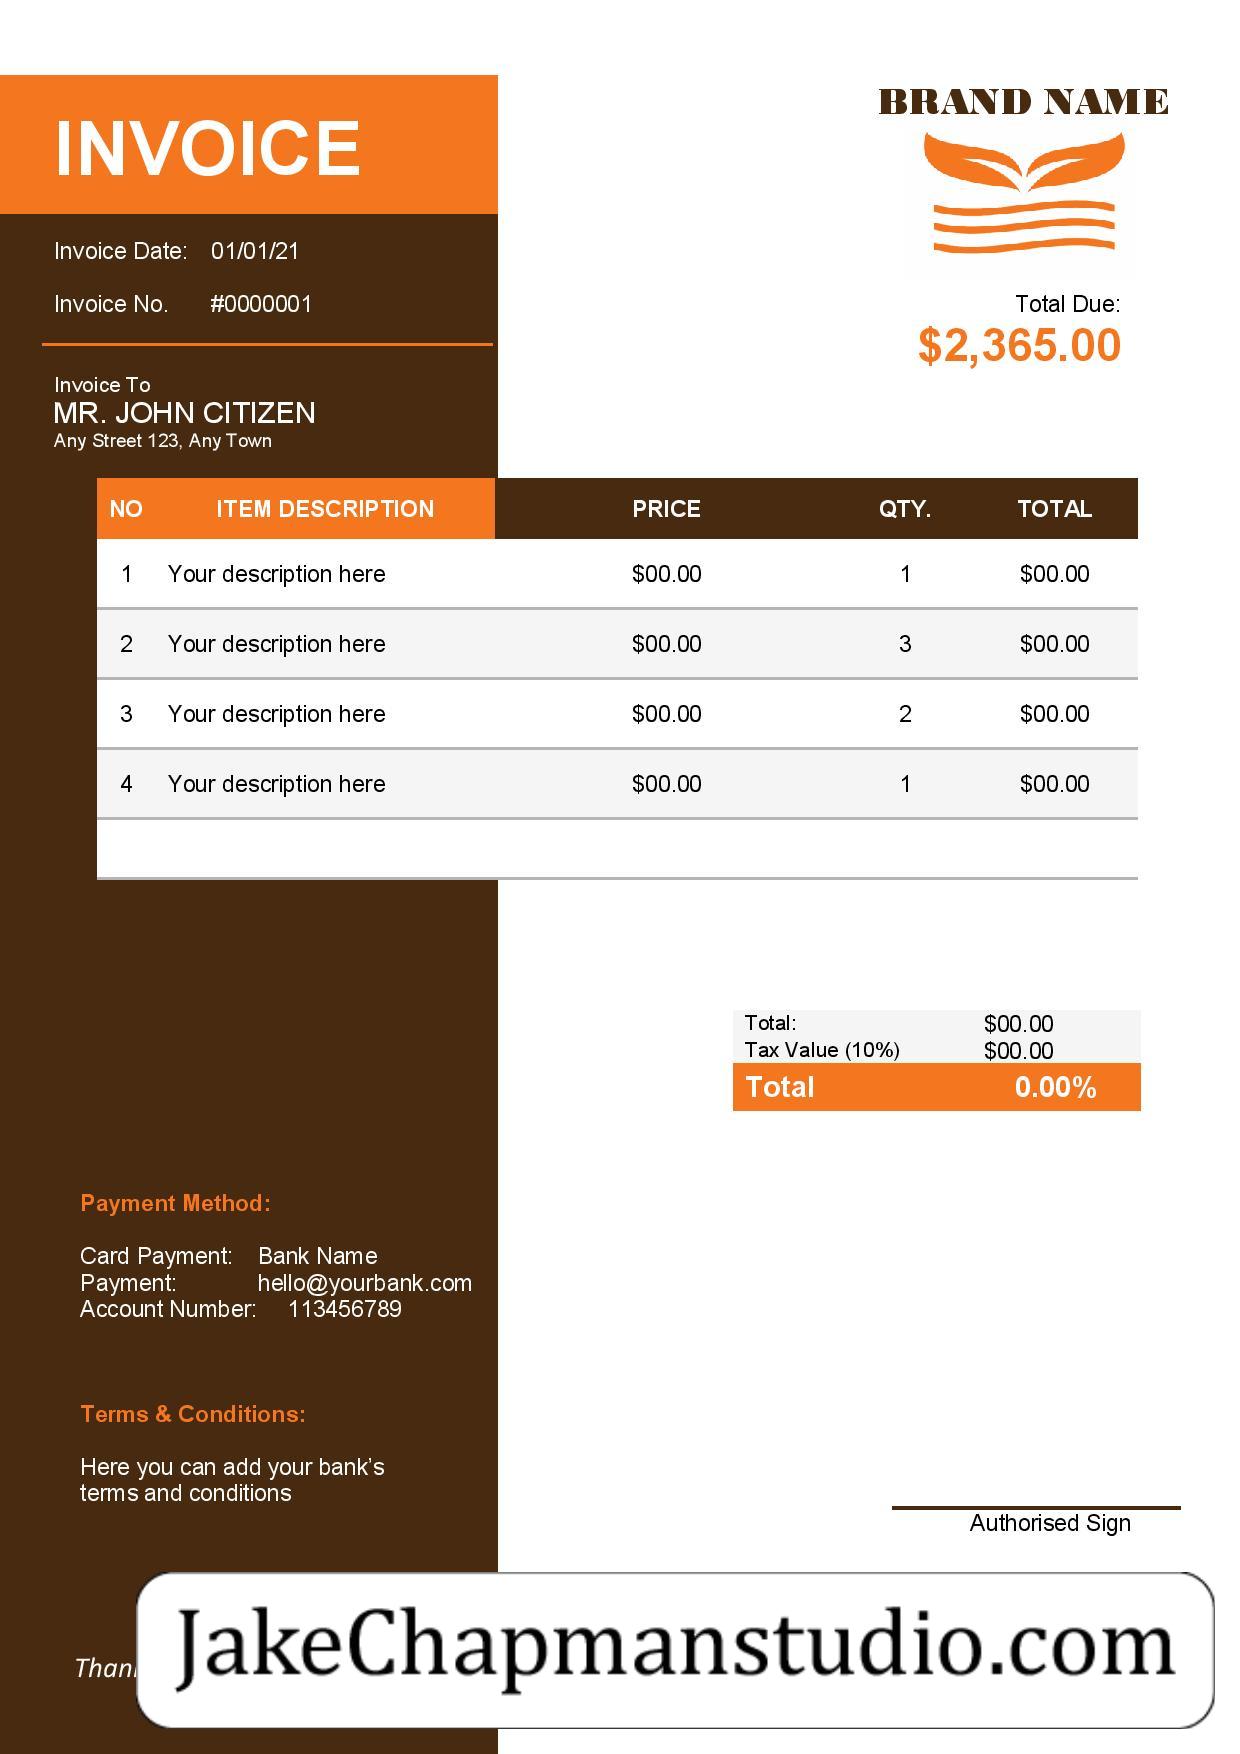 INVOICE
BRAND NAME
Invoice Date: 01/01/21
Invoice No. #0000001
Total Due:
$2,365.00
Invoice To
MR. JOHN CITIZEN
Any Street 123, Any Town
NO ITEM DESCRIPTION PRICE QTY. TOTAL
1 Your description here $00.00 1 $00.00
2 Your description here $00.00 3 $00.00
3 Your description here $00.00 2 $00.00
4 Your description here $00.00 1 $00.00
Total: $00.00
Tax Value (10%) $00.00
Total 0.00%
Payment Method:
Card Payment: Bank Name
Payment: hello@yourbank.com
Account Number: 113456789
Terms & Conditions:
Here you can add your bank's
terms and conditions
Authorised Sign
JakeChapmanstudio.com